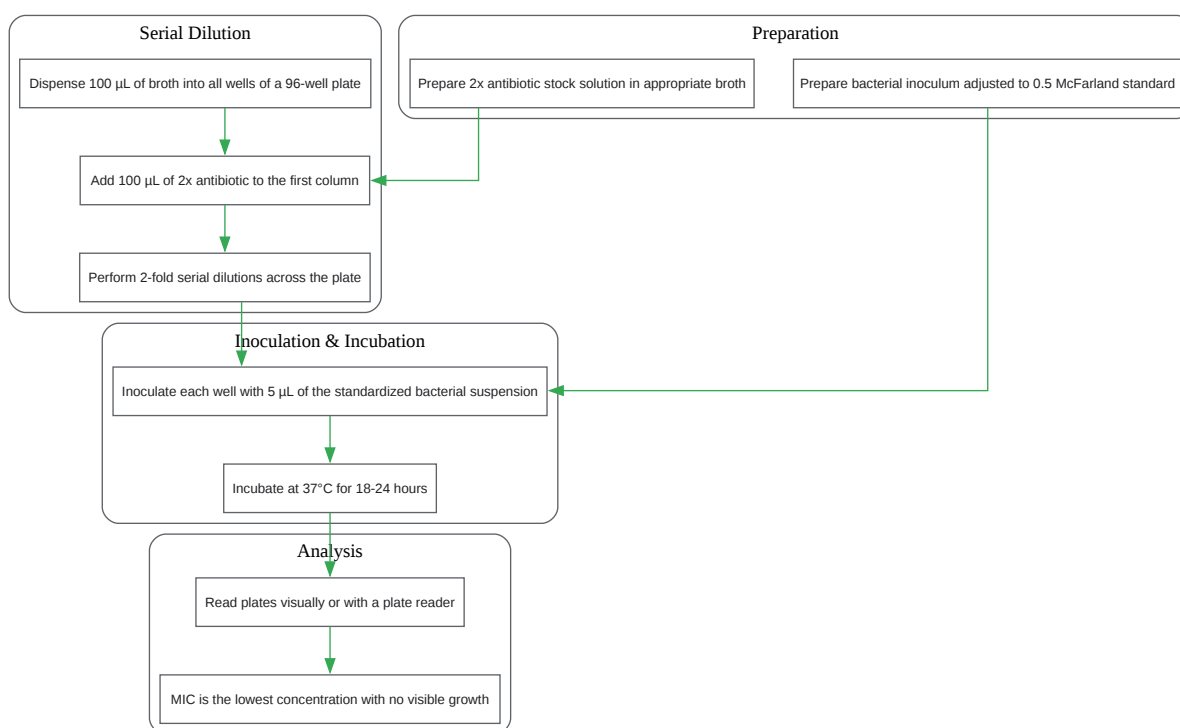 Serial Dilution
Dispense 100 µL of broth into all wells of a 96-well plate
Add 100 µL of 2x antibiotic to the first column
Perform 2-fold serial dilutions across the plate
Preparation
Prepare 2x antibiotic stock solution in appropriate broth
Prepare bacterial inoculum adjusted to 0.5 McFarland standard
Inoculation & Incubation
Inoculate each well with 5 µL of the standardized bacterial suspension
Incubate at 37°C for 18-24 hours
Analysis
Read plates visually or with a plate reader
MIC is the lowest concentration with no visible growth